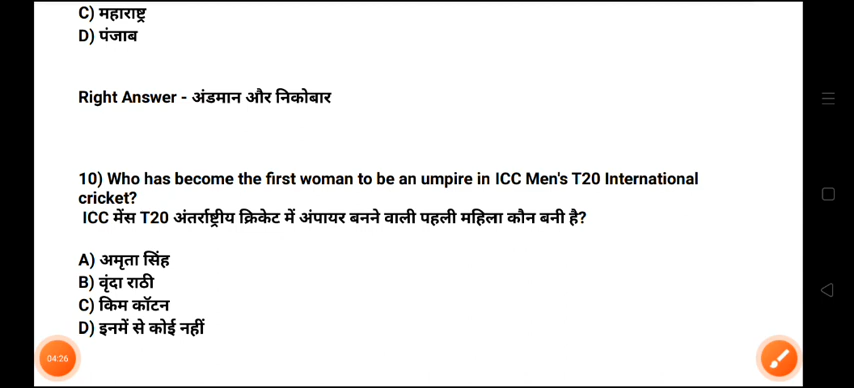 C) महाराष्ट्र
D) पंजाब
Right Answer - अंडमान और निकोबार
10) Who has become the first woman to be an umpire in ICC Men's T20 International
cricket?
ICC मेंस T20 अंतर्राष्ट्रीय क्रिकेट में अंपायर बनने वाली पहली महिला कौन बनी है?
A) अमृता सिंह
B) वृंदा राठी
C) किम कॉटन
D) इनमें से कोई नहीं
04:26